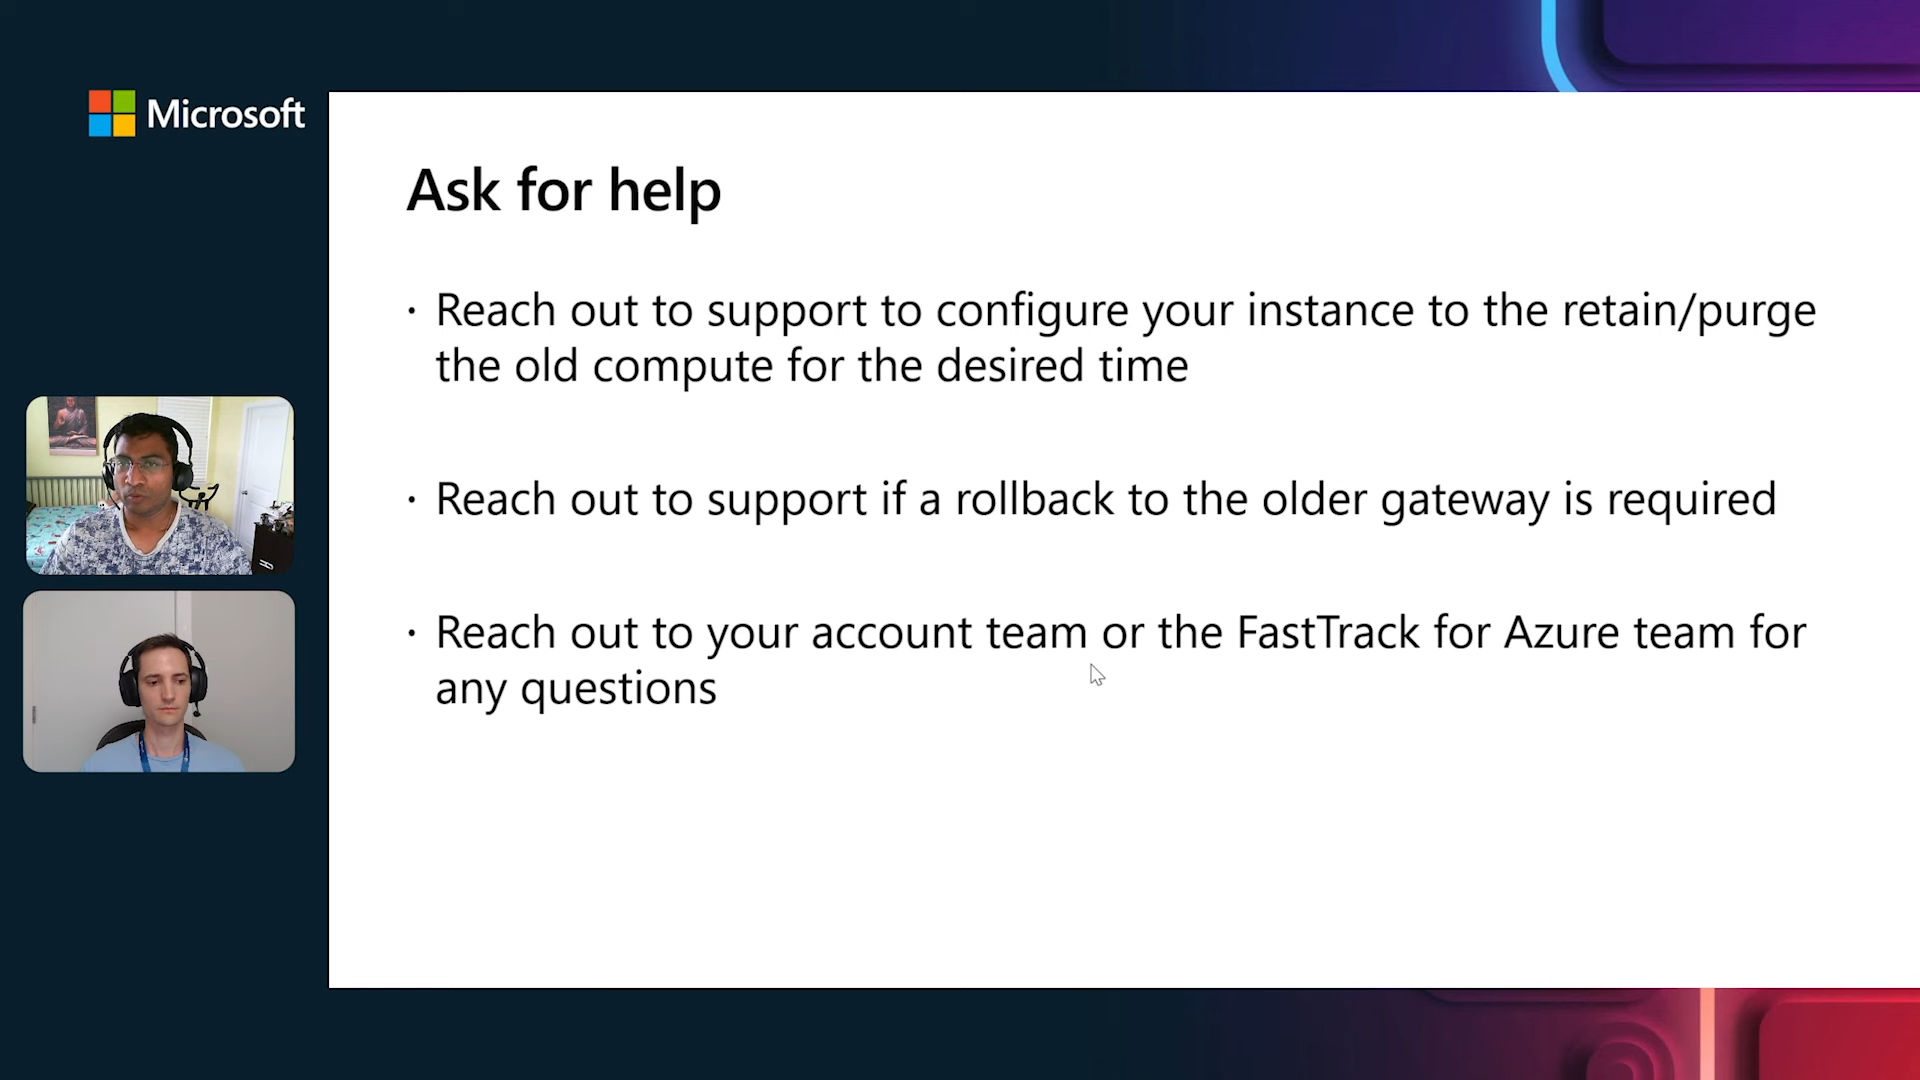 Microsoft
Ask for help
· Reach out to support to configure your instance to the retain/purge
the old compute for the desired time
· Reach out to support if a rollback to the older gateway is required
· Reach out to your account team or the FastTrack for Azure team for
any questions